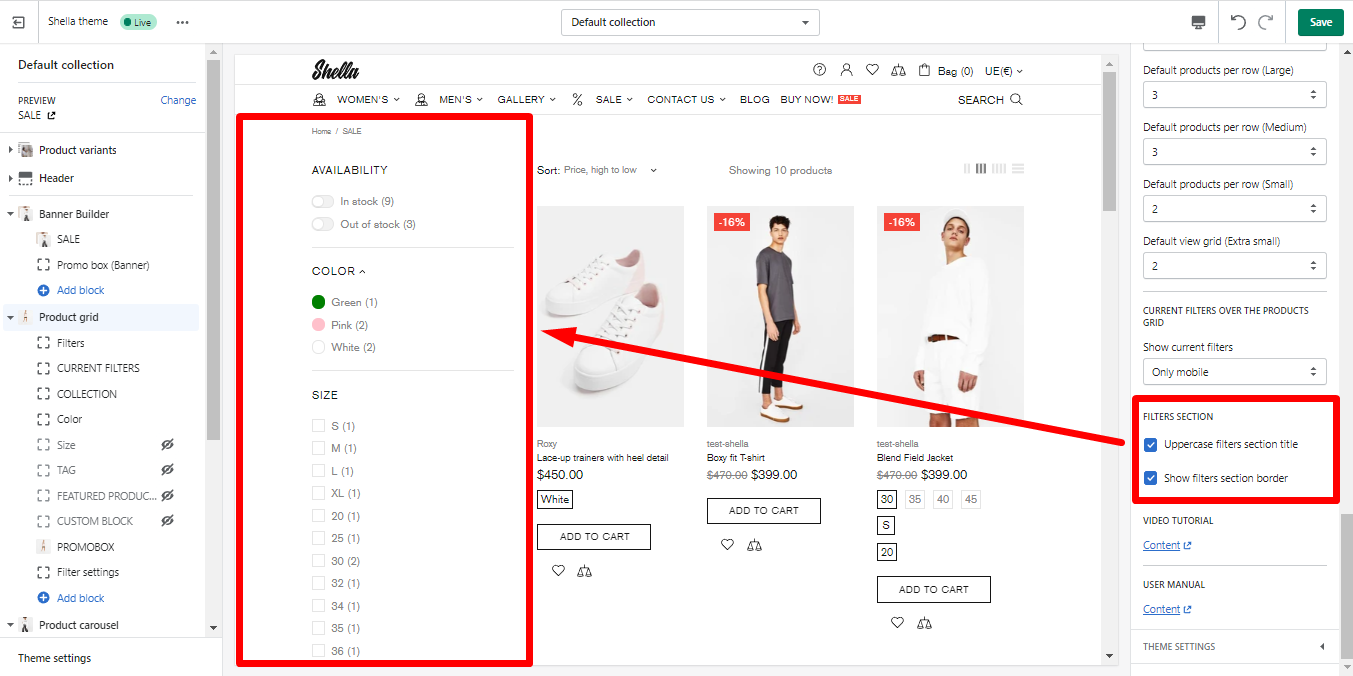 Shella theme
Live
Default collection
Save
Default collection
PREVIEW
Change
SALE
Product variants
Header
Banner Builder
SALE
Promo box (Banner)
Add block
Product grid
Filters
CURRENT FILTERS
COLLECTION
Color
Size
TAG
FEATURED PRODUC...
CUSTOM BLOCK
PROMOBOX
Filter settings
Add block
Product carousel
Theme settings
Shella
Bag (0) UE(€)
WOMEN'S MEN'S GALLERY % SALE CONTACT US BLOG BUY NOW! SALE SEARCH
Home / SALE
AVAILABILITY
In stock (9)
Out of stock (3)
COLOR
Green (1)
Pink (2)
White (2)
SIZE
S (1)
M (1)
L (1)
XL (1)
20 (1)
25 (1)
30 (2)
32 (1)
34 (1)
35 (1)
36 (1)
Sort: Price, high to low
Showing 10 products
Roxy
Lace-up trainers with heel detail
$450.00
White
ADD TO CART
-16%
test-shella
Boxy fit T-shirt
$470.00 $399.00
ADD TO CART
-16%
test-shella
Blend Field Jacket
$470.00 $399.00
30 35 40 45
S
20
ADD TO CART
Default products per row (Large)
3
Default products per row (Medium)
3
Default products per row (Small)
2
Default view grid (Extra small)
2
CURRENT FILTERS OVER THE PRODUCTS
GRID
Show current filters
Only mobile
FILTERS SECTION
Uppercase filters section title
Show filters section border
VIDEO TUTORIAL
Content
USER MANUAL
Content
THEME SETTINGS